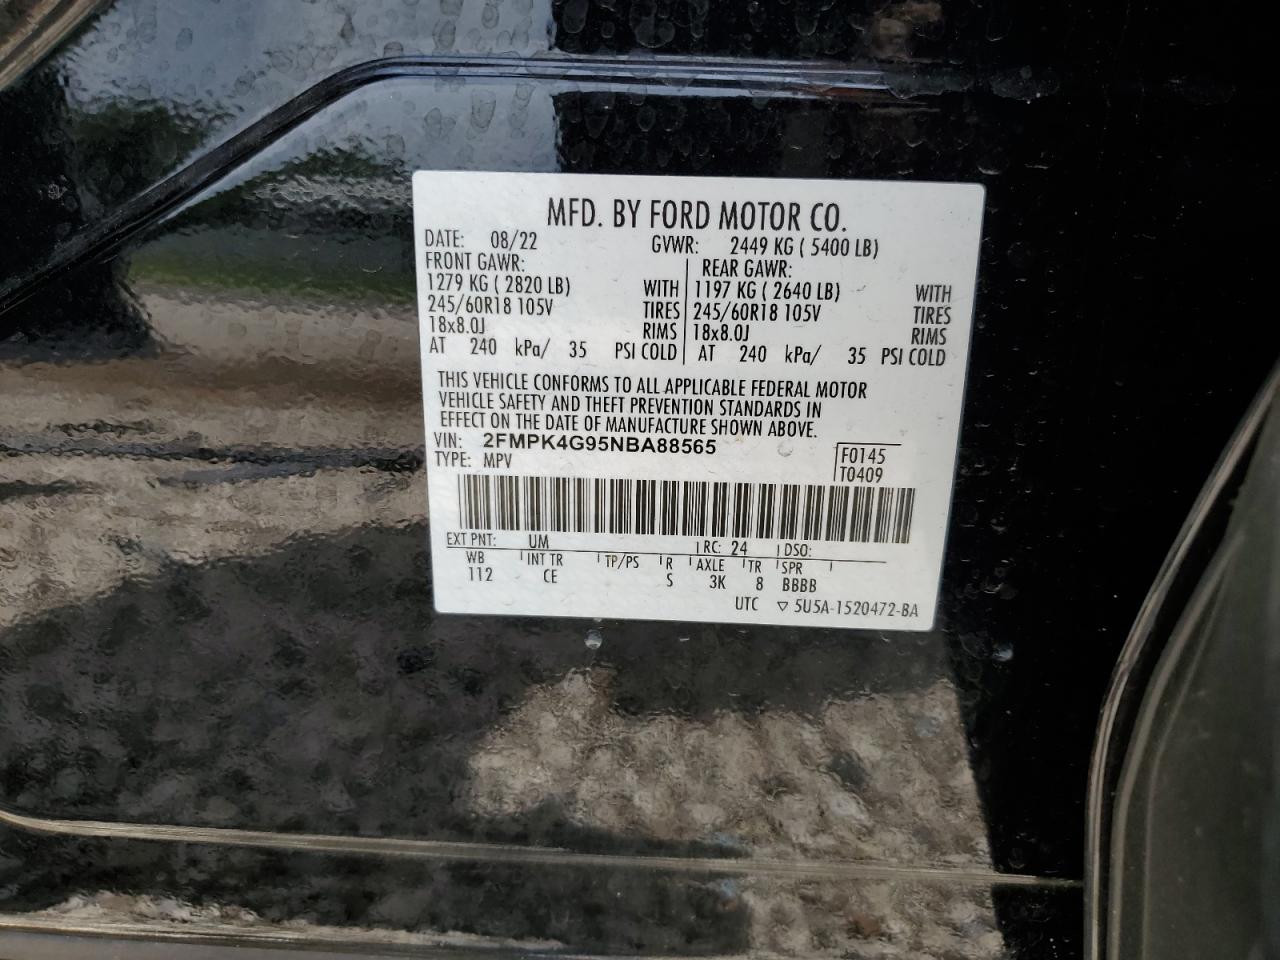 MFD. BY FORD MOTOR CO.
DATE: 08/22 GVWR: 2449 KG ( 5400 LB)
FRONT GAWR: REAR GAWR:
1279 KG ( 2820 LB) WITH 1197 KG ( 2640 LB) WITH
245/60R18 105V TIRES 245/60R18 105V TIRES
18x8.0J RIMS 18x8.0J RIMS
AT 240 kPa/ 35 PSI COLD AT 240 kPa/ 35 PSI COLD
THIS VEHICLE CONFORMS TO ALL APPLICABLE FEDERAL MOTOR
VEHICLE SAFETY AND THEFT PREVENTION STANDARDS IN
EFFECT ON THE DATE OF MANUFACTURE SHOWN ABOVE.
VIN: 2FMPK4G95NBA88565 F0145
TYPE: MPV T0409
EXT PNT: UM RC: 24 DSO:
WB INT TR TP/PS R AXLE TR SPR
112 CE S 3K 8 BBBB
UTC ▽ 5U5A-1520472-BA